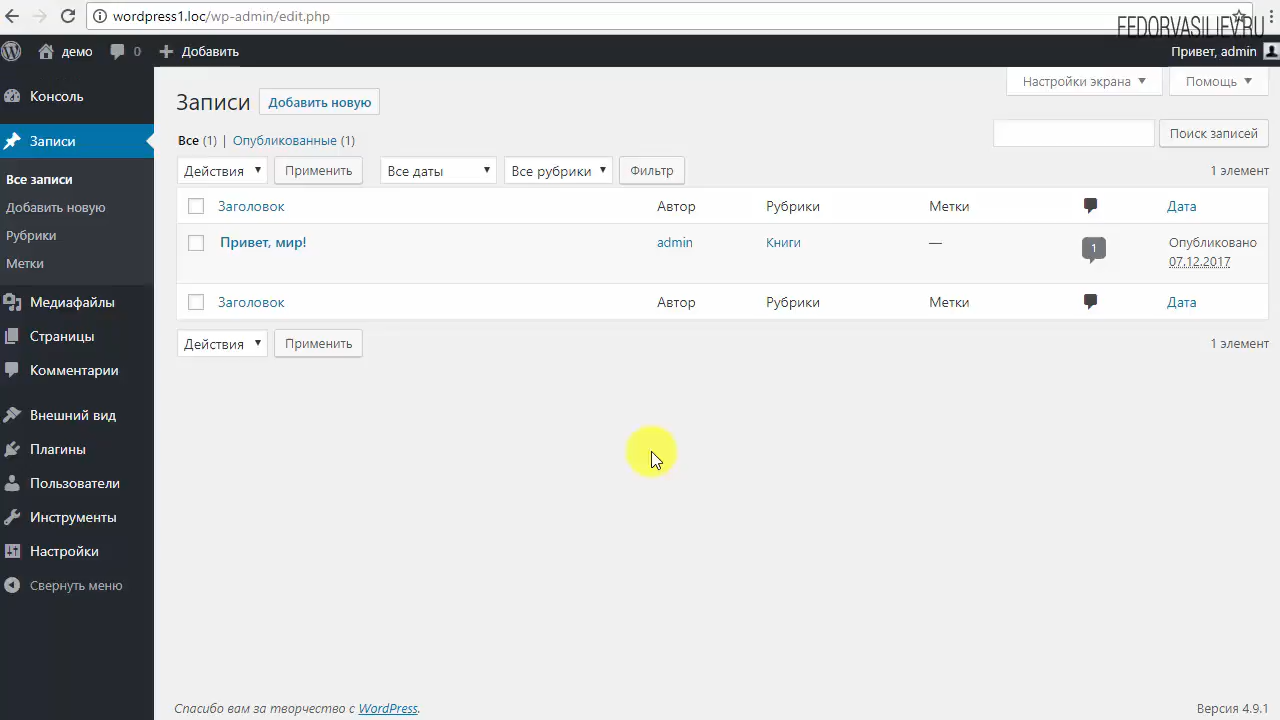 wordpress1.loc/wp-admin/edit.php
FEDORVASILIEV.RU
демо 0 Добавить Привет, admin
Консоль
Записи
Все записи
Добавить новую
Рубрики
Метки
Медиафайлы
Страницы
Комментарии
Внешний вид
Плагины
Пользователи
Инструменты
Настройки
Свернуть меню
Настройки экрана Помощь
Записи Добавить новую
Все (1) | Опубликованные (1)
Поиск записей
Действия Применить Все даты Все рубрики Фильтр 1 элемент
Заголовок Автор Рубрики Метки Дата
Привет, мир! admin Книги — 1 Опубликовано
07.12.2017
Заголовок Автор Рубрики Метки Дата
Действия Применить 1 элемент
Спасибо вам за творчество с WordPress. Версия 4.9.1